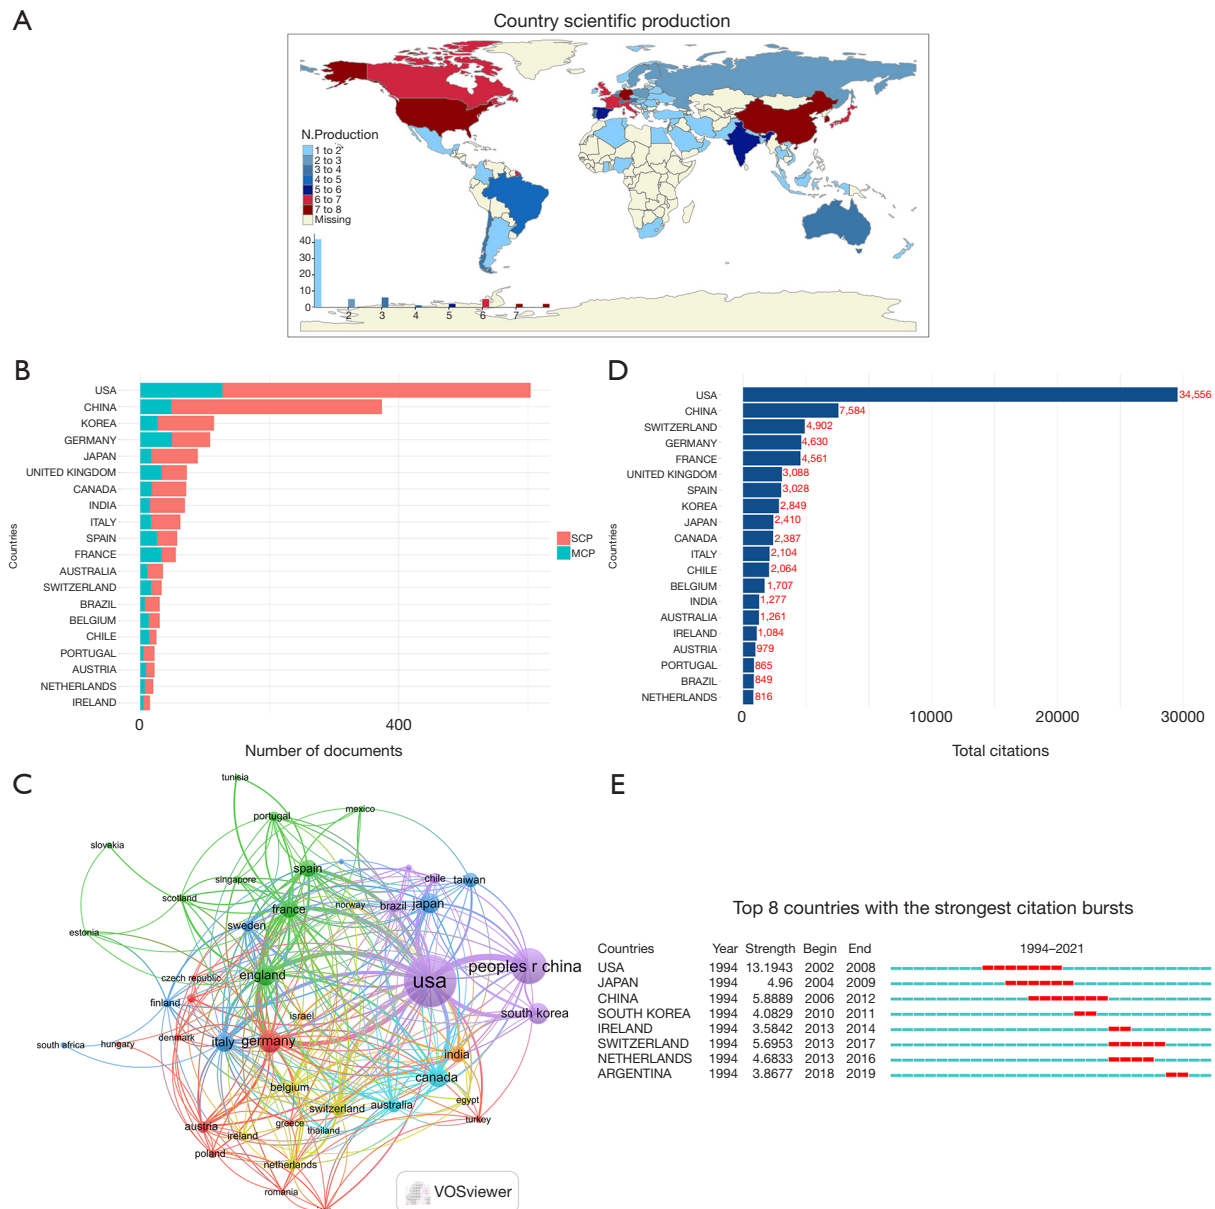 A
Country scientific production
N.Production
1 to 2
2 to 3
3 to 4
4 to 5
5 to 6
6 to 7
7 to 8
Missing
40
30
20
10
0
2 3 4 5 6 7
B
USA
CHINA
KOREA
GERMANY
JAPAN
UNITED KINGDOM
CANADA
INDIA
ITALY
SPAIN
FRANCE
AUSTRALIA
SWITZERLAND
BRAZIL
BELGIUM
CHILE
PORTUGAL
AUSTRIA
NETHERLANDS
IRELAND
Countries
SCP
MCP
0 400
Number of documents
D
USA 34,556
CHINA 7,584
SWITZERLAND 4,902
GERMANY 4,630
FRANCE 4,561
UNITED KINGDOM 3,088
SPAIN 3,028
KOREA 2,849
JAPAN 2,410
CANADA 2,387
ITALY 2,104
CHILE 2,064
BELGIUM 1,707
INDIA 1,277
AUSTRALIA 1,261
IRELAND 1,084
AUSTRIA 979
PORTUGAL 865
BRAZIL 849
NETHERLANDS 816
Countries
0 10000 20000 30000
Total citations
C
tunisia
mexico
portugal
slovakia
spain
singapore
chile
taiwan
scotland
norway
brazil
japan
france
sweden
estonia
peoples r china
england
czech republic
usa
finland
israel
south korea
south africa
hungary
denmark
italy
germany
india
canada
belgium
egypt
switzerland
australia
turkey
greece
thailand
austria
ireland
poland
netherlands
romania
VOSviewer
E
Top 8 countries with the strongest citation bursts
Countries Year Strength Begin End 1994–2021
USA 1994 13.1943 2002 2008
JAPAN 1994 4.96 2004 2009
CHINA 1994 5.8889 2006 2012
SOUTH KOREA 1994 4.0829 2010 2011
IRELAND 1994 3.5842 2013 2014
SWITZERLAND 1994 5.6953 2013 2017
NETHERLANDS 1994 4.6833 2013 2016
ARGENTINA 1994 3.8677 2018 2019